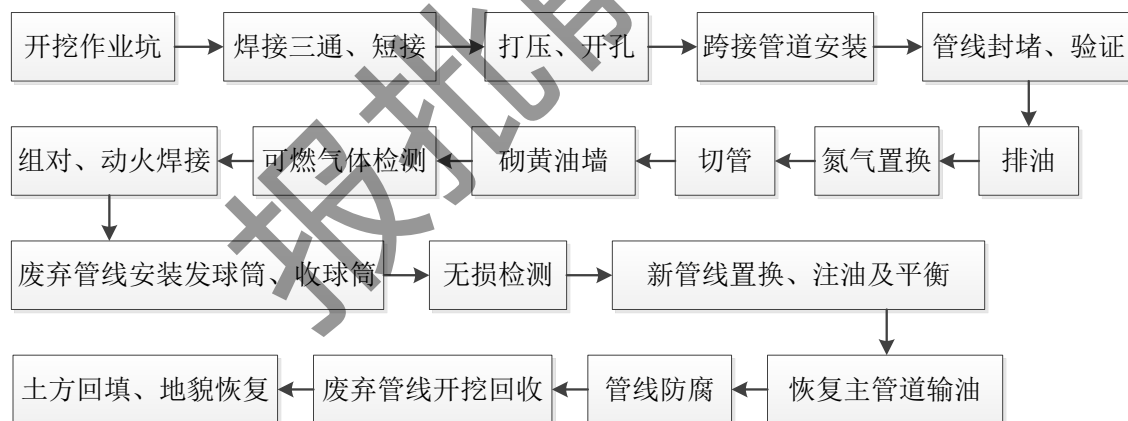 开挖作业坑 焊接三通、短接 打压、开孔 跨接管道安装 管线封堵、验证
组对、动火焊接 可燃气体检测 砌黄油墙 切管 氮气置换 排油
废弃管线安装发球筒、收球筒 无损检测 新管线置换、注油及平衡
土方回填、地貌恢复 废弃管线开挖回收 管线防腐 恢复主管道输油
报批